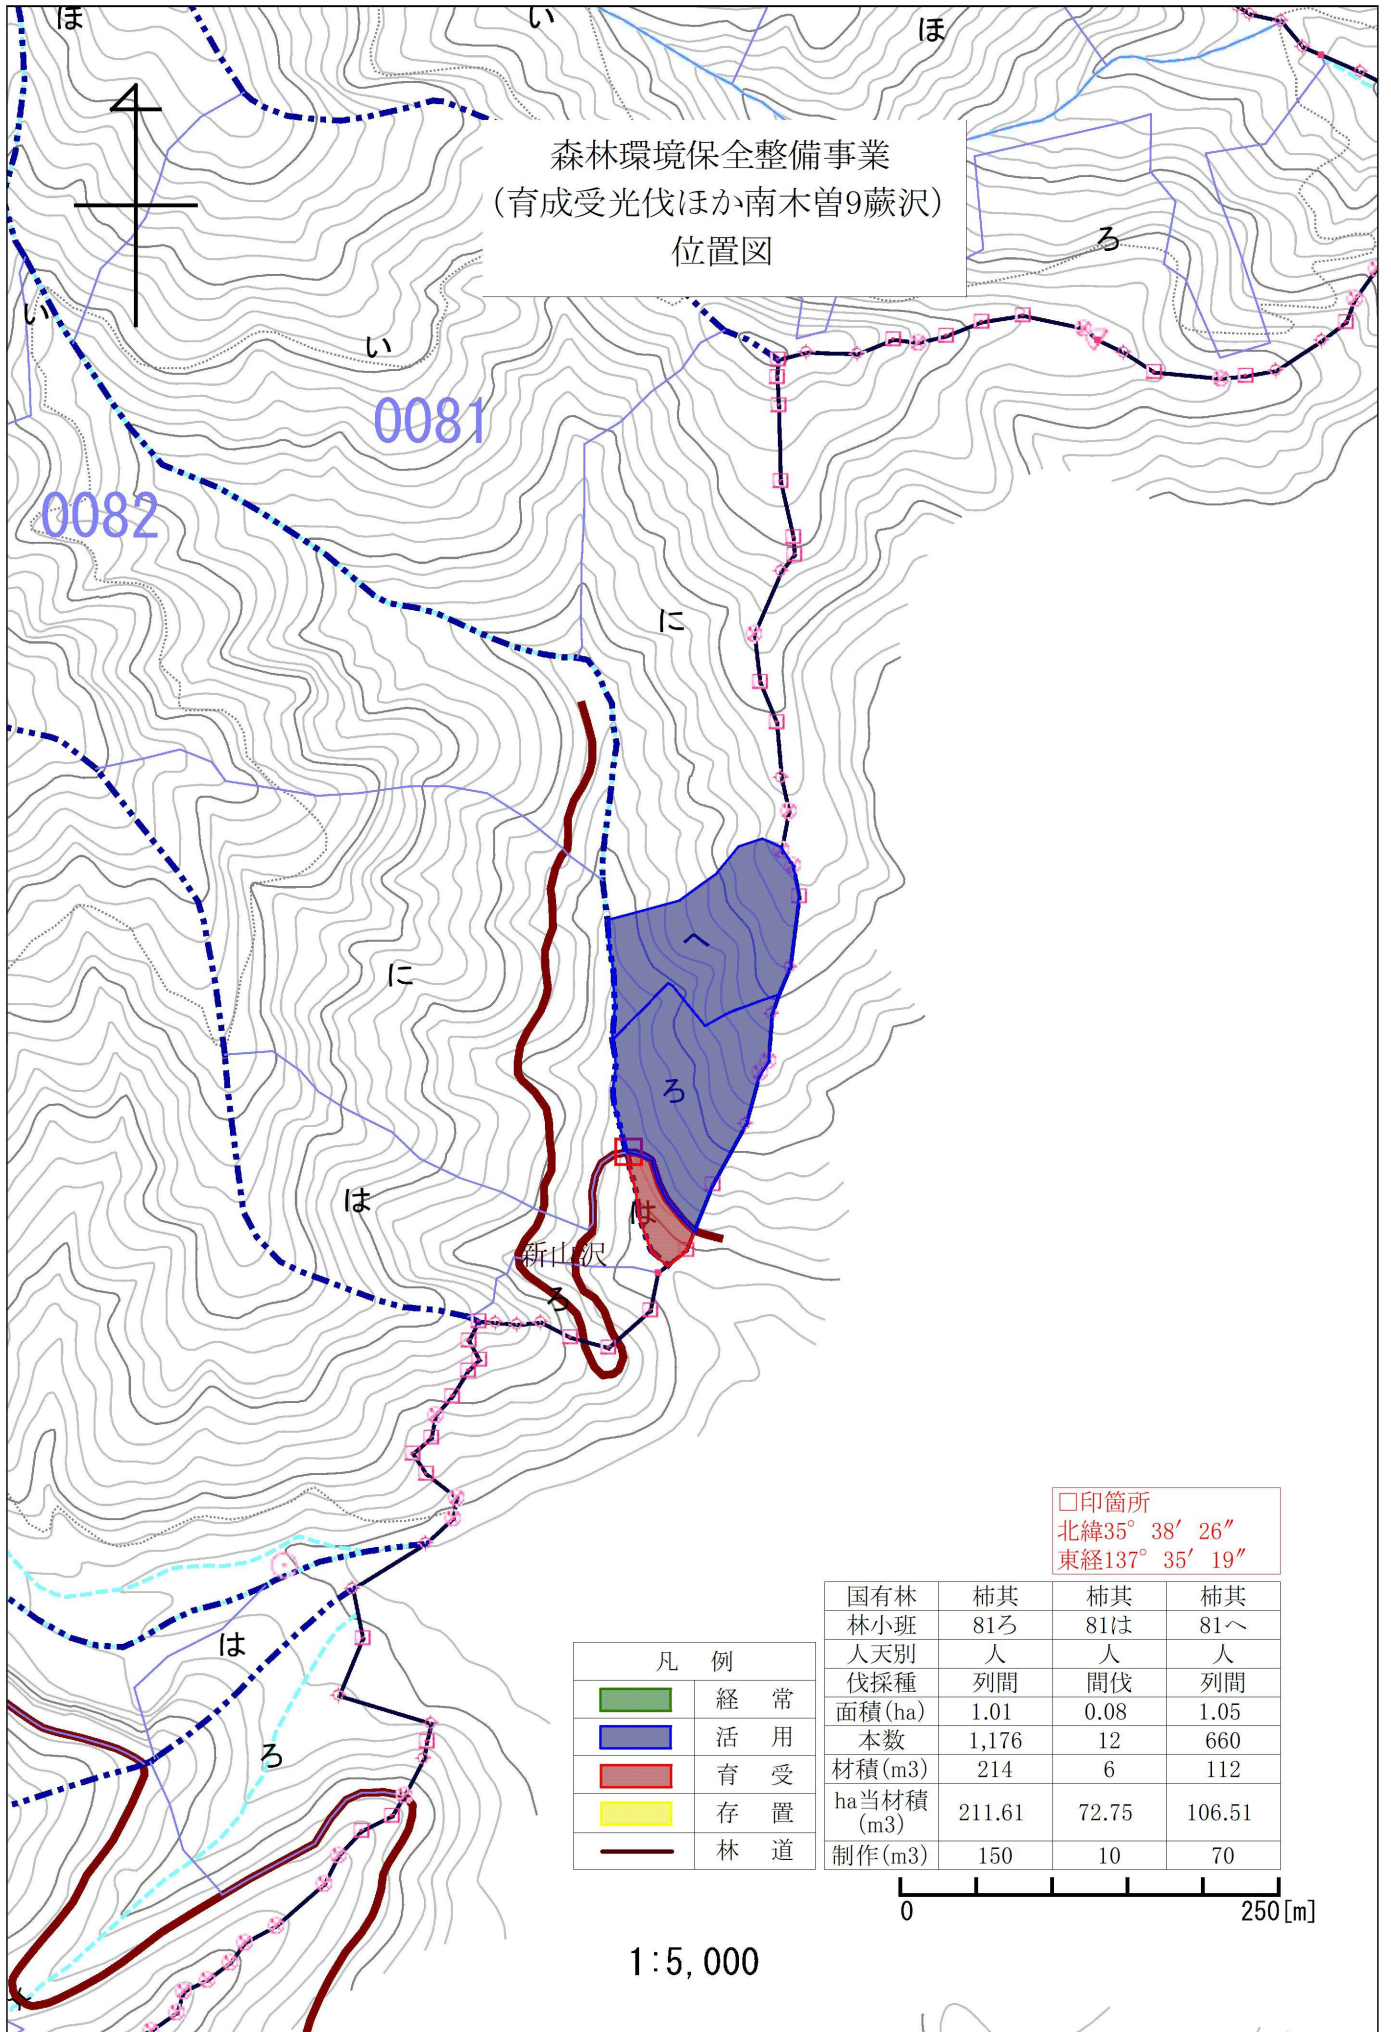 ほ
い
ほ
森林環境保全整備事業
(育成受光伐ほか南木曽9蕨沢)
位置図
ろ
い
い
0081
0082
に
へ
に
ろ
は
は
新山沢
ろ
□印箇所
北緯35° 38′ 26″
東経137° 35′ 19″
国有林 柿其 柿其 柿其
林小班 81ろ 81は 81へ
人天別 人 人 人
伐採種 列間 間伐 列間
面積(ha) 1.01 0.08 1.05
本数 1,176 12 660
材積(m3) 214 6 112
ha当材積
(m3) 211.61 72.75 106.51
制作(m3) 150 10 70
は
凡 例
経 常
活 用
育 受
存 置
林 道
ろ
0 250[m]
1:5,000